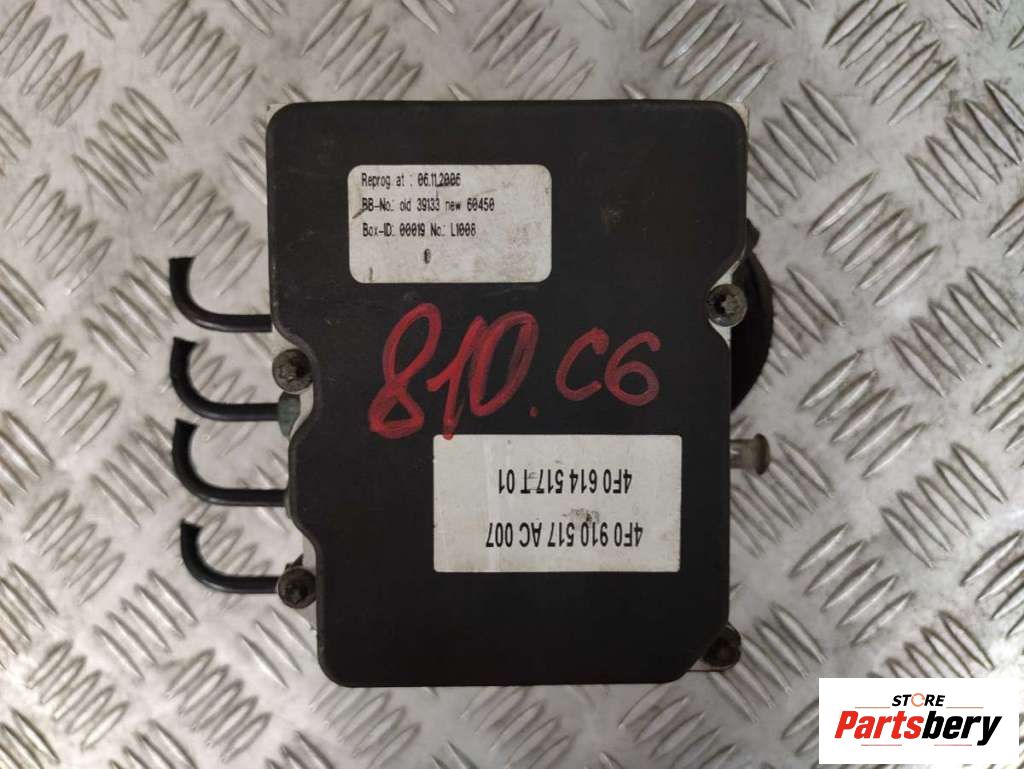 Reprog. at : 06.11.2006
BB-No.: old 39133 new 60450
Box-ID: 00019 No.: L1006
810. C6
4F0 910 517 AC 007
4F0 614 517 T 01
STORE
Partsbery